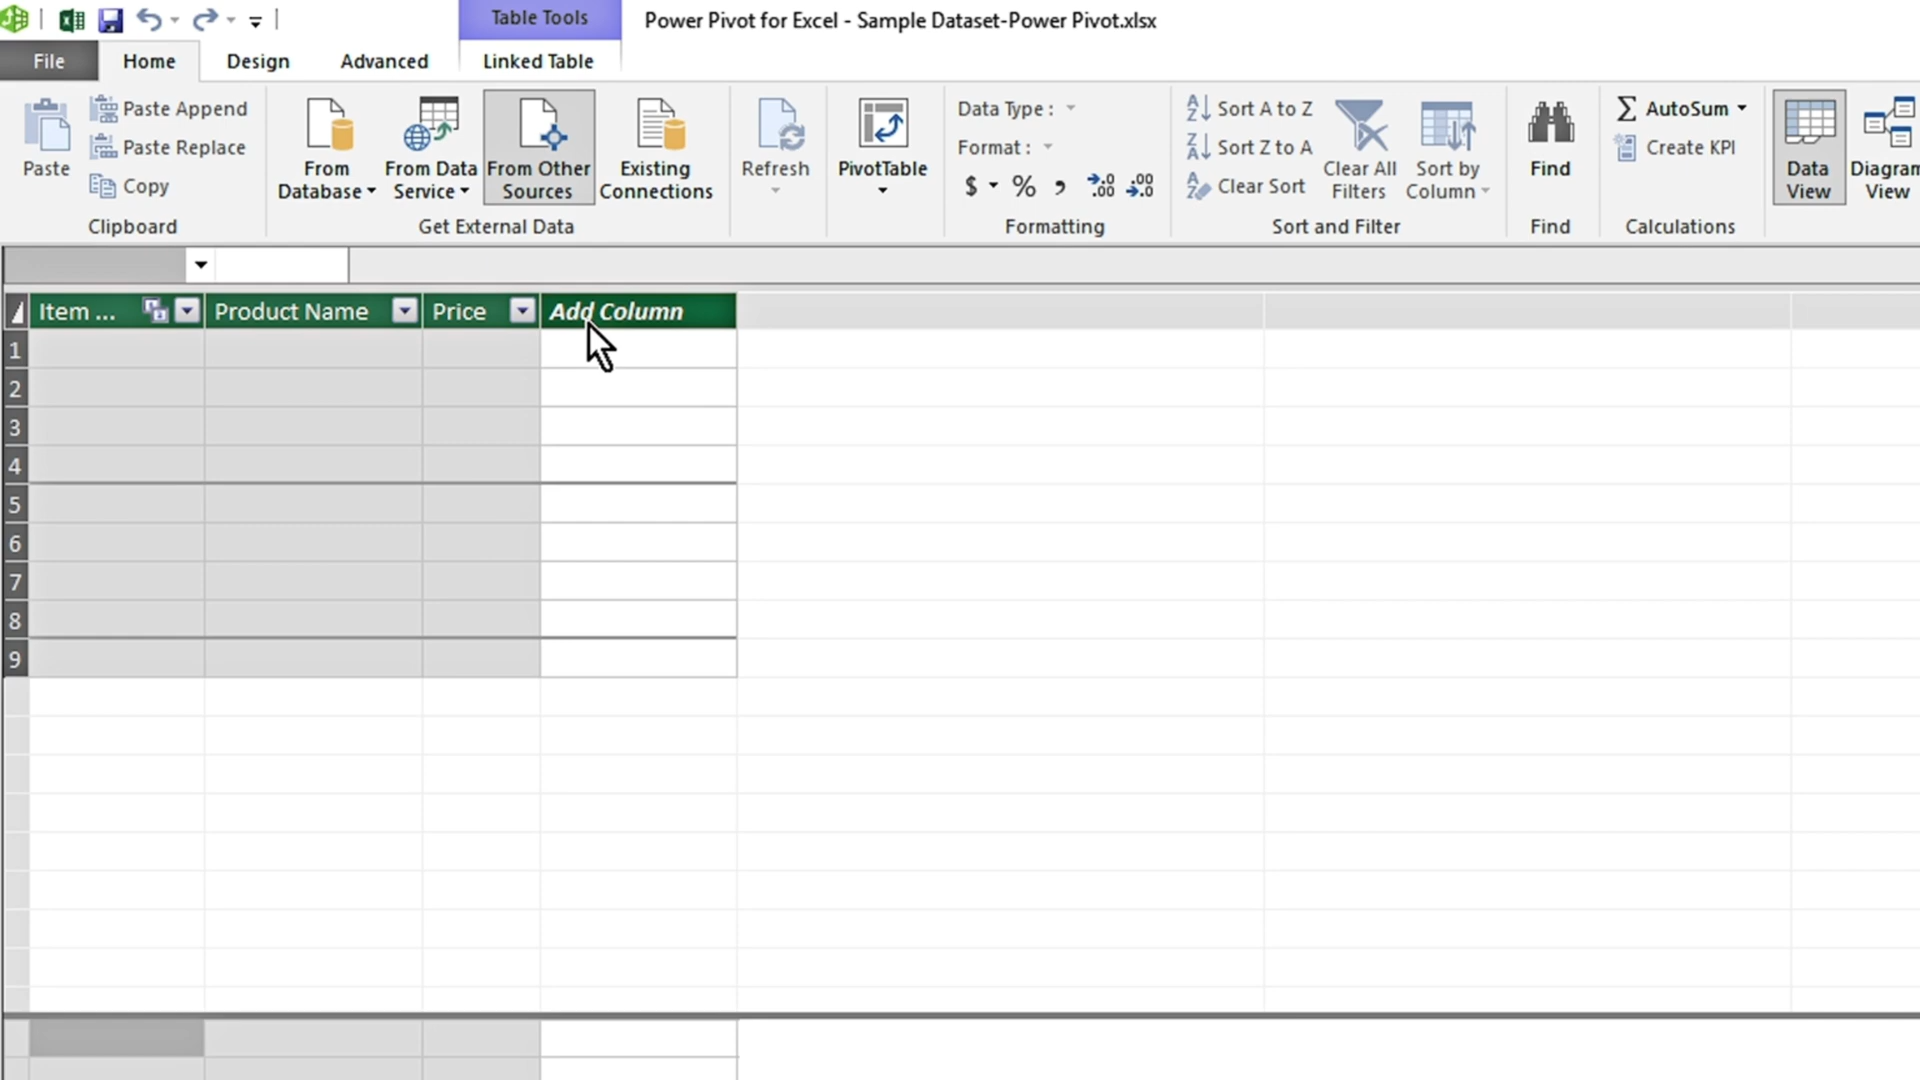 Table Tools
Power Pivot for Excel - Sample Dataset-Power Pivot.xlsx
File
Home
Design
Advanced
Linked Table
Paste
Paste Append
Paste Replace
Copy
Clipboard
From
Database
From Data
Service
From Other
Sources
Existing
Connections
Get External Data
Refresh
PivotTable
Data Type :
Format :
$ % ,
Formatting
Sort A to Z
Sort Z to A
Clear Sort
Clear All
Filters
Sort by
Column
Sort and Filter
Find
Find
AutoSum
Create KPI
Calculations
Data
View
Diagram
View
Item ...
Product Name
Price
Add Column
1
2
3
4
5
6
7
8
9